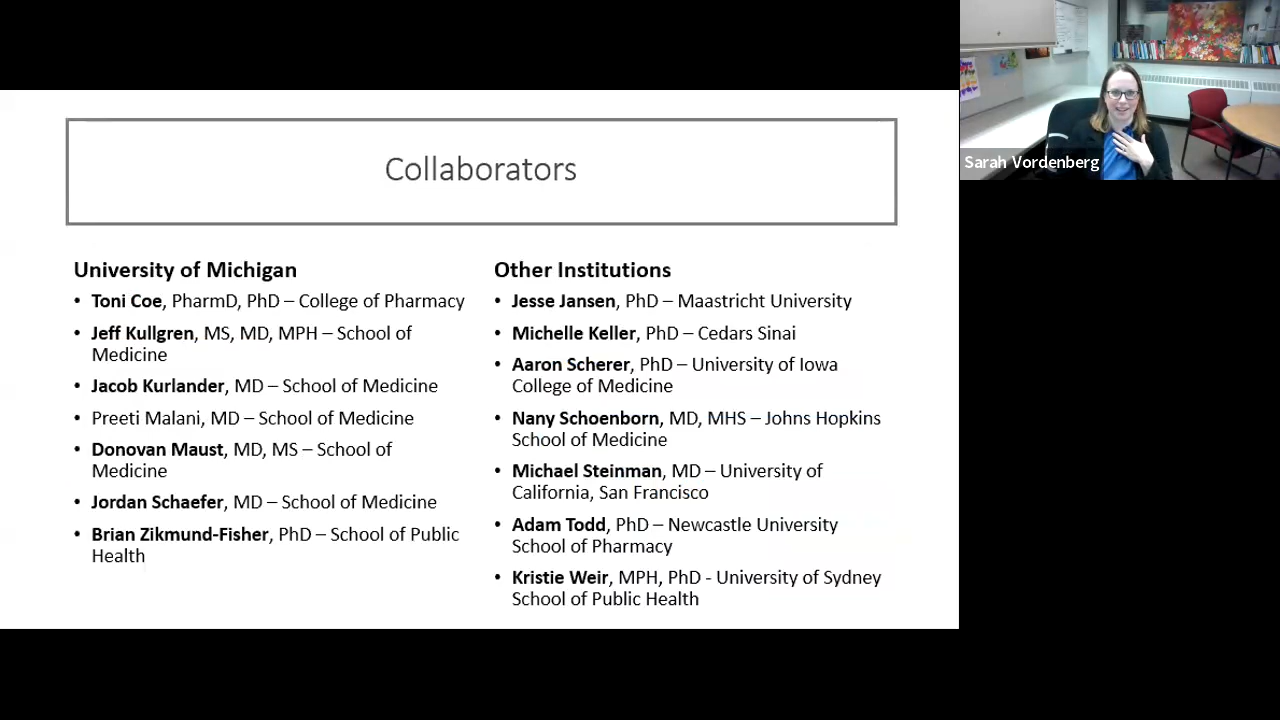 Collaborators
University of Michigan
• Toni Coe, PharmD, PhD – College of Pharmacy
• Jeff Kullgren, MS, MD, MPH – School of
Medicine
• Jacob Kurlander, MD – School of Medicine
• Preeti Malani, MD – School of Medicine
• Donovan Maust, MD, MS – School of
Medicine
• Jordan Schaefer, MD – School of Medicine
• Brian Zikmund-Fisher, PhD – School of Public
Health
Other Institutions
• Jesse Jansen, PhD – Maastricht University
• Michelle Keller, PhD – Cedars Sinai
• Aaron Scherer, PhD – University of Iowa
College of Medicine
• Nany Schoenborn, MD, MHS – Johns Hopkins
School of Medicine
• Michael Steinman, MD – University of
California, San Francisco
• Adam Todd, PhD – Newcastle University
School of Pharmacy
• Kristie Weir, MPH, PhD - University of Sydney
School of Public Health
Sarah Vordenberg